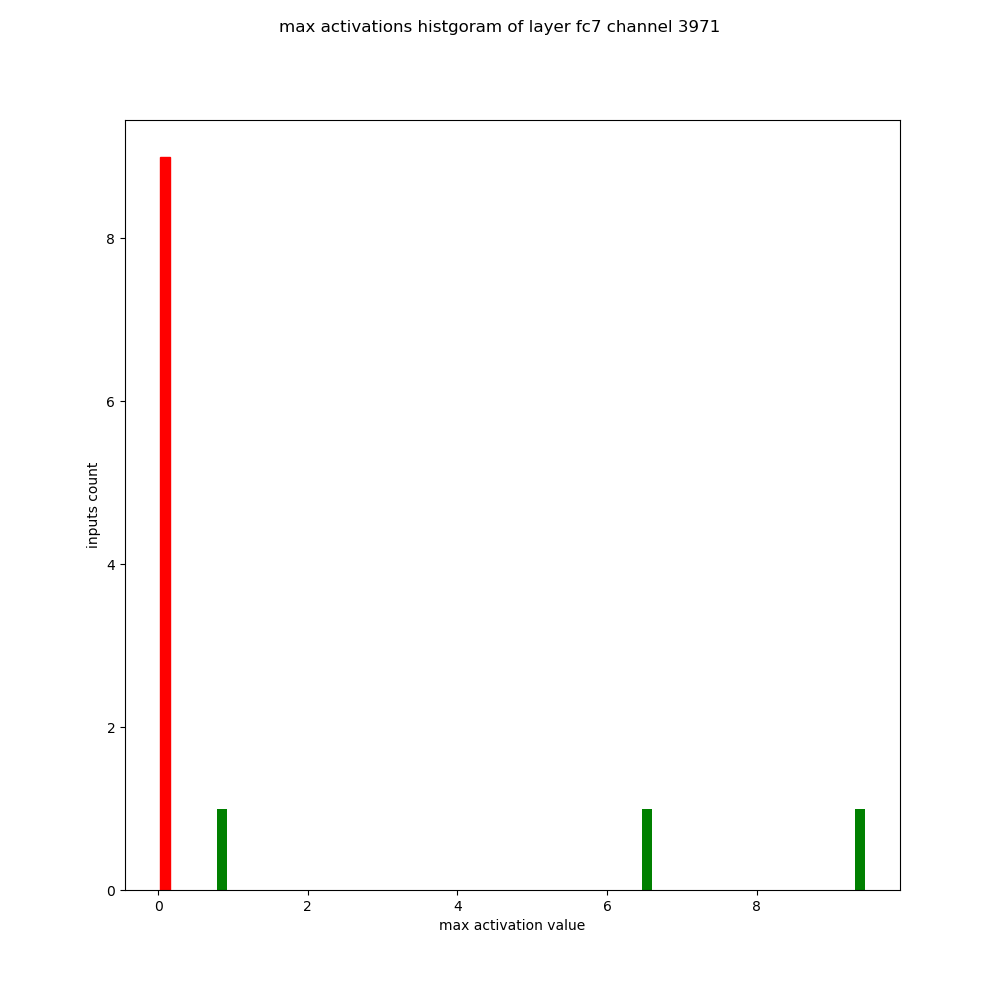 max activations histgoram of layer fc7 channel 3971
8
6
4
2
0
inputs count
0 2 4 6 8
max activation value